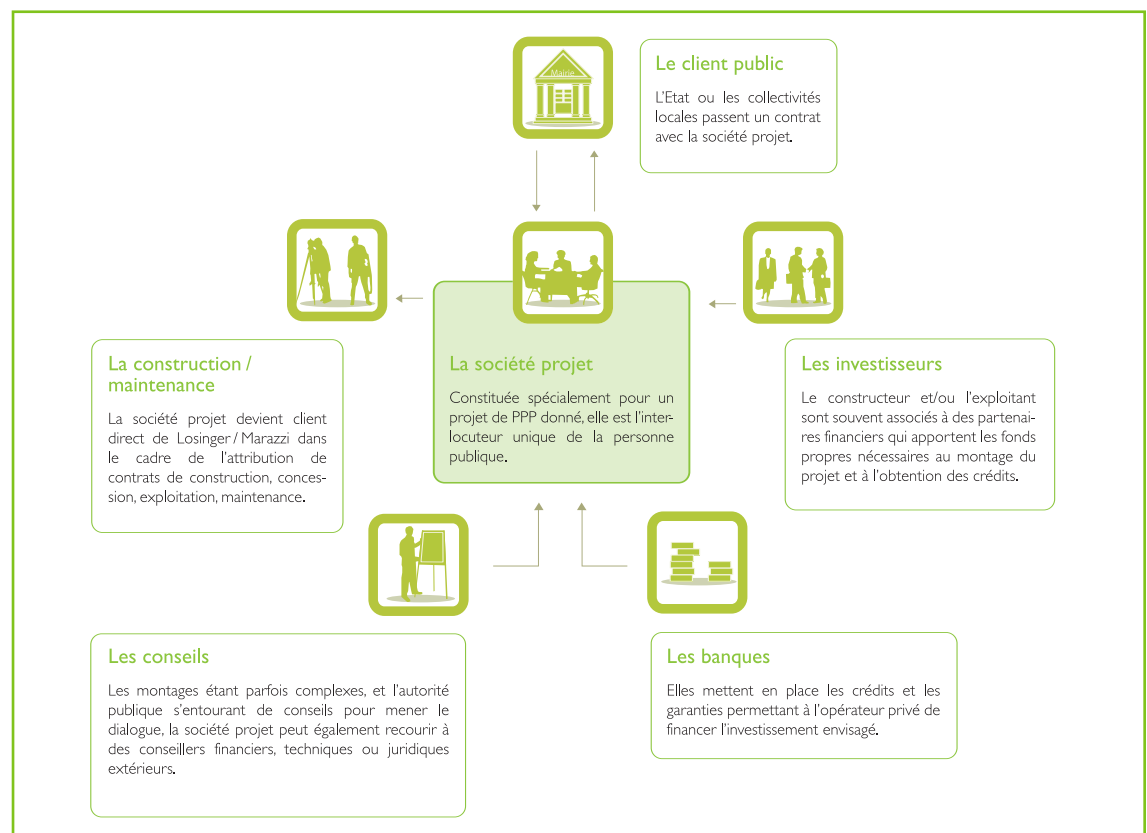 Mairie
Le client public
L'Etat ou les collectivités
locales passent un contrat
avec la société projet.
La construction /
maintenance
La société projet devient client
direct de Losinger / Marazzi dans
le cadre de l'attribution de
contrats de construction, conces-
sion, exploitation, maintenance.
La société projet
Constituée spécialement pour un
projet de PPP donné, elle est l'inter-
locuteur unique de la personne
publique.
Les investisseurs
Le constructeur et/ou l'exploitant
sont souvent associés à des partenai-
res financiers qui apportent les fonds
propres nécessaires au montage du
projet et à l'obtention des crédits.
Les conseils
Les montages étant parfois complexes, et l'autorité
publique s'entourant de conseils pour mener le
dialogue, la société projet peut également recourir à
des conseillers financiers, techniques ou juridiques
extérieurs.
Les banques
Elles mettent en place les crédits et les
garanties permettant à l'opérateur privé de
financer l'investissement envisagé.